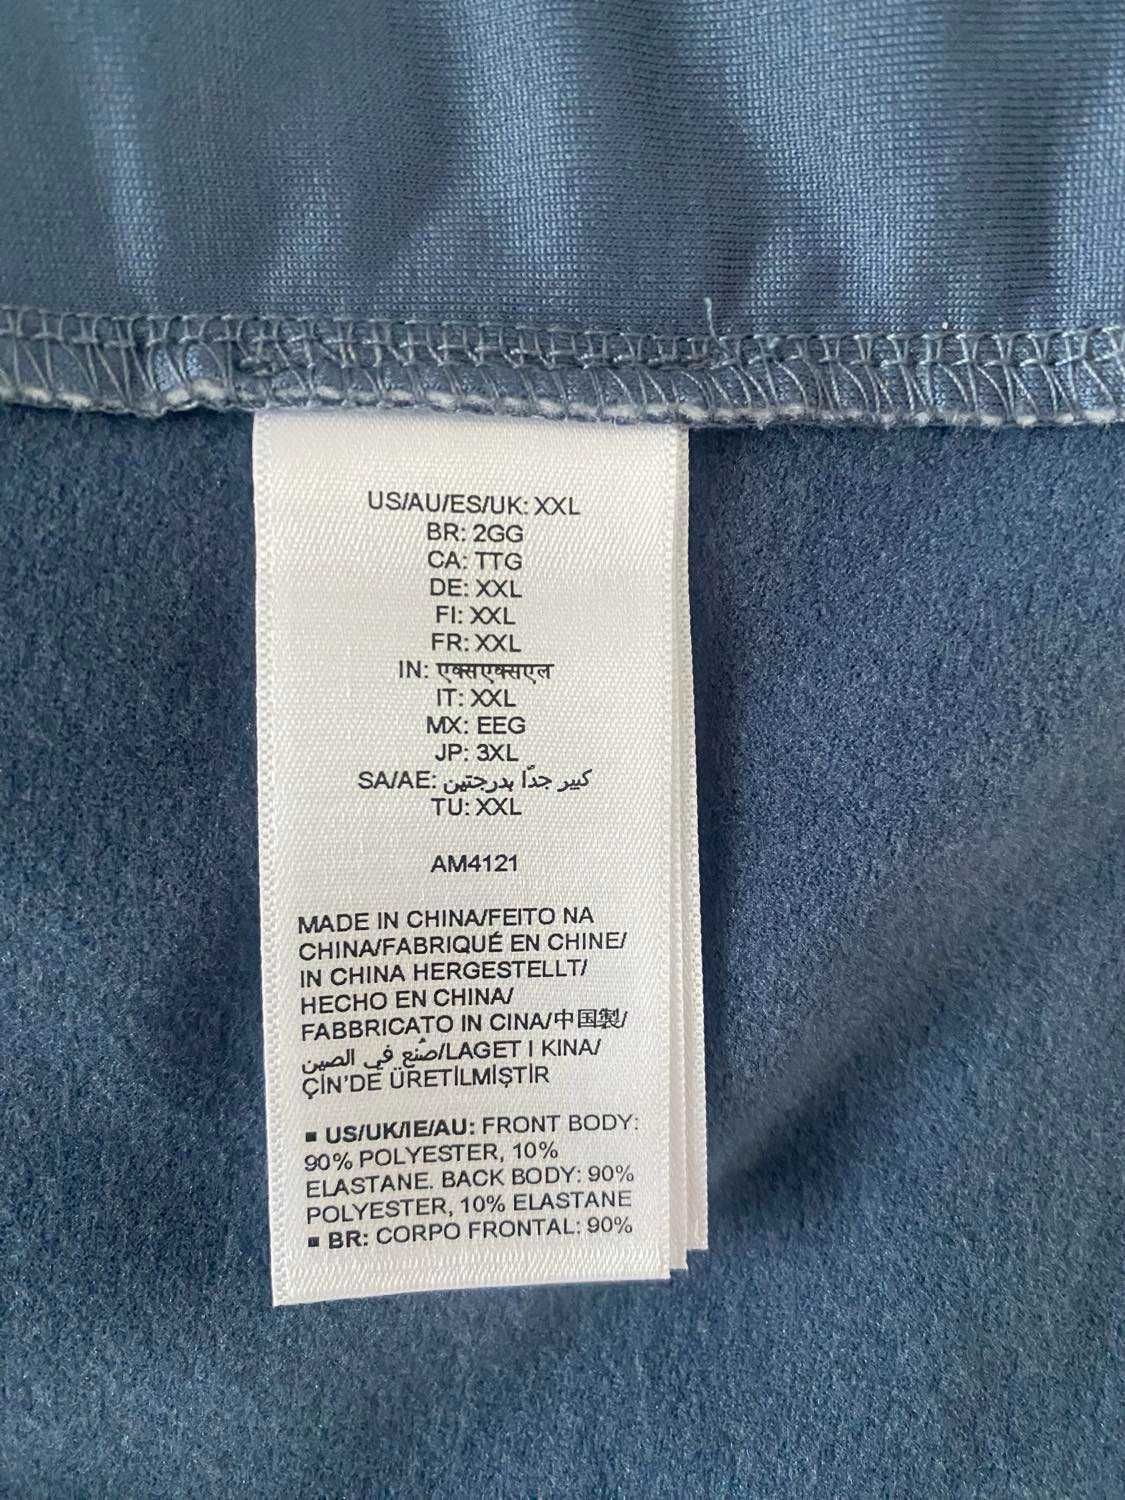 US/AU/ES/UK: XXL
BR: 2GG
CA: TTG
DE: XXL
FI: XXL
FR: XXL
IN: एक्सएक्सएल
IT: XXL
MX: EEG
JP: 3XL
SA/AE: كبير جدًا بدرجتين
TU: XXL
AM4121
MADE IN CHINA/FEITO NA
CHINA/FABRIQUÉ EN CHINE/
IN CHINA HERGESTELLT/
HECHO EN CHINA/
FABBRICATO IN CINA/中国製/
صُنع في الصين/LAGET I KINA/
ÇİN'DE ÜRETİLMİŞTİR
▪ US/UK/IE/AU: FRONT BODY:
90% POLYESTER, 10%
ELASTANE. BACK BODY: 90%
POLYESTER, 10% ELASTANE
▪ BR: CORPO FRONTAL: 90%